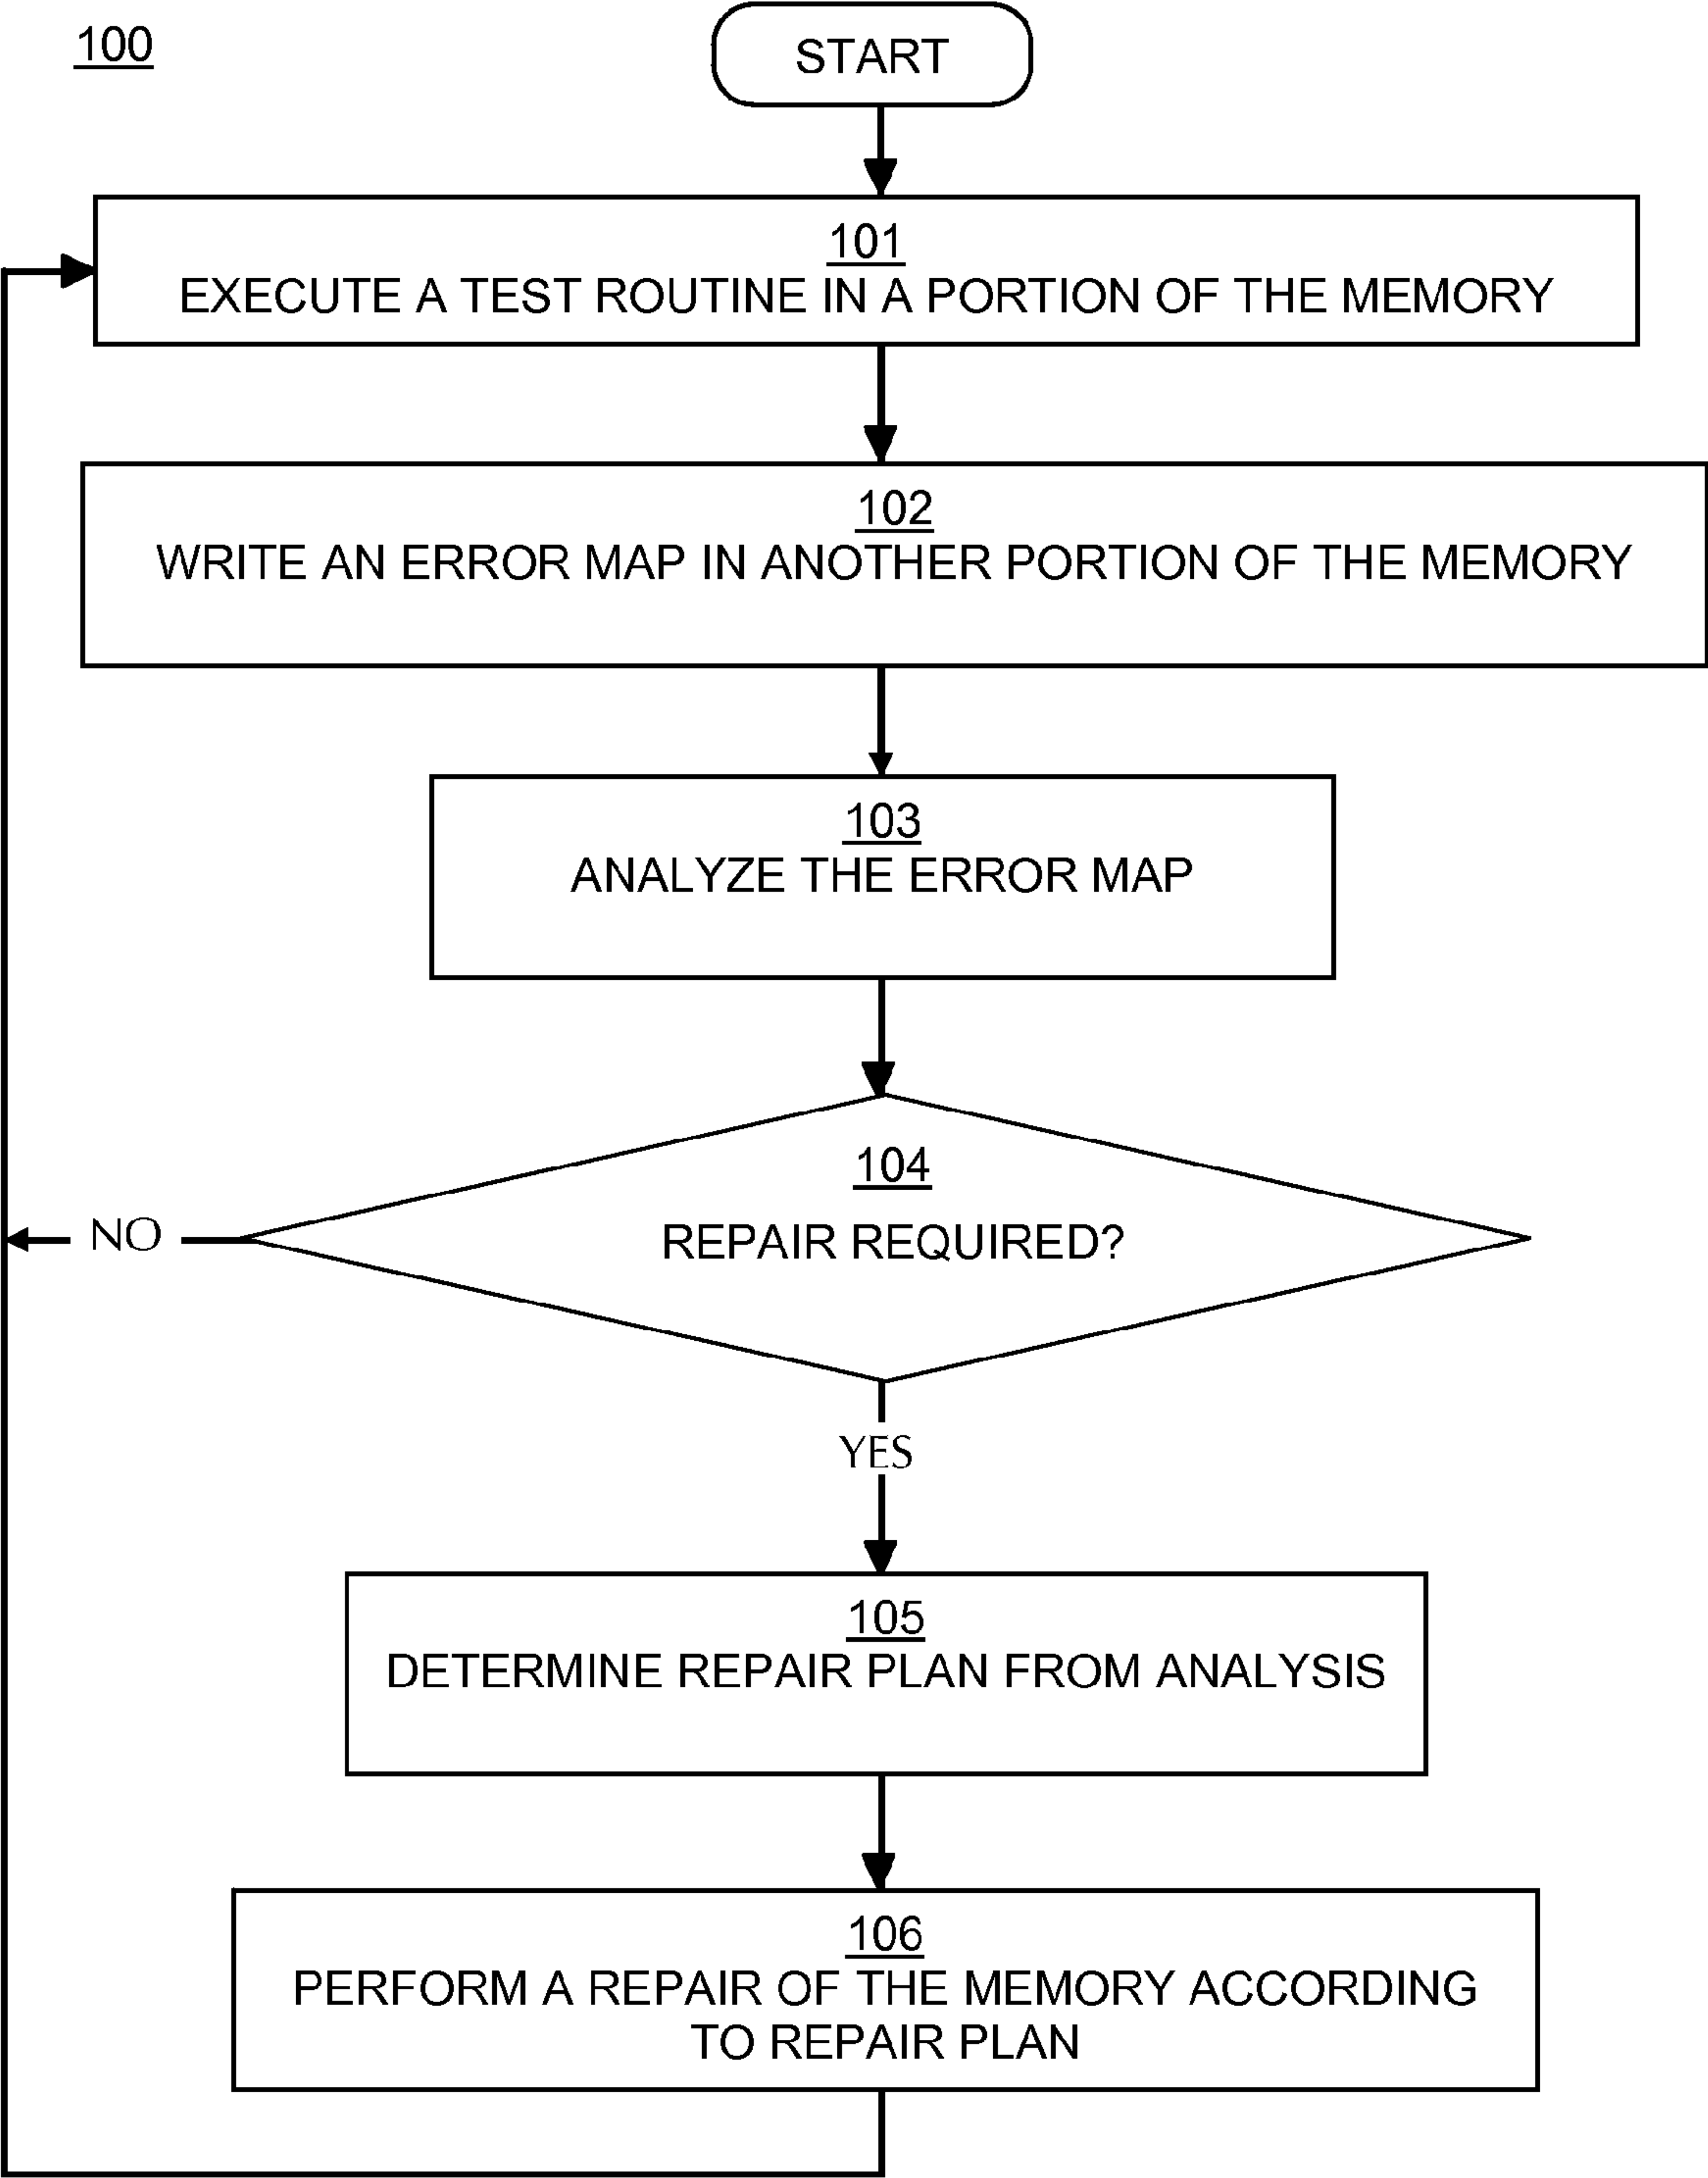 100
START
101
EXECUTE A TEST ROUTINE IN A PORTION OF THE MEMORY
102
WRITE AN ERROR MAP IN ANOTHER PORTION OF THE MEMORY
103
ANALYZE THE ERROR MAP
104
REPAIR REQUIRED?
NO
YES
105
DETERMINE REPAIR PLAN FROM ANALYSIS
106
PERFORM A REPAIR OF THE MEMORY ACCORDING
TO REPAIR PLAN